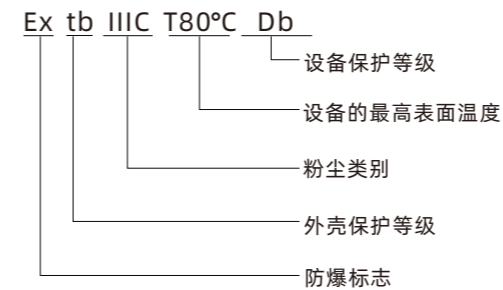 Ex tb IIIC T80℃ Db
设备保护等级
设备的最高表面温度
粉尘类别
外壳保护等级
防爆标志